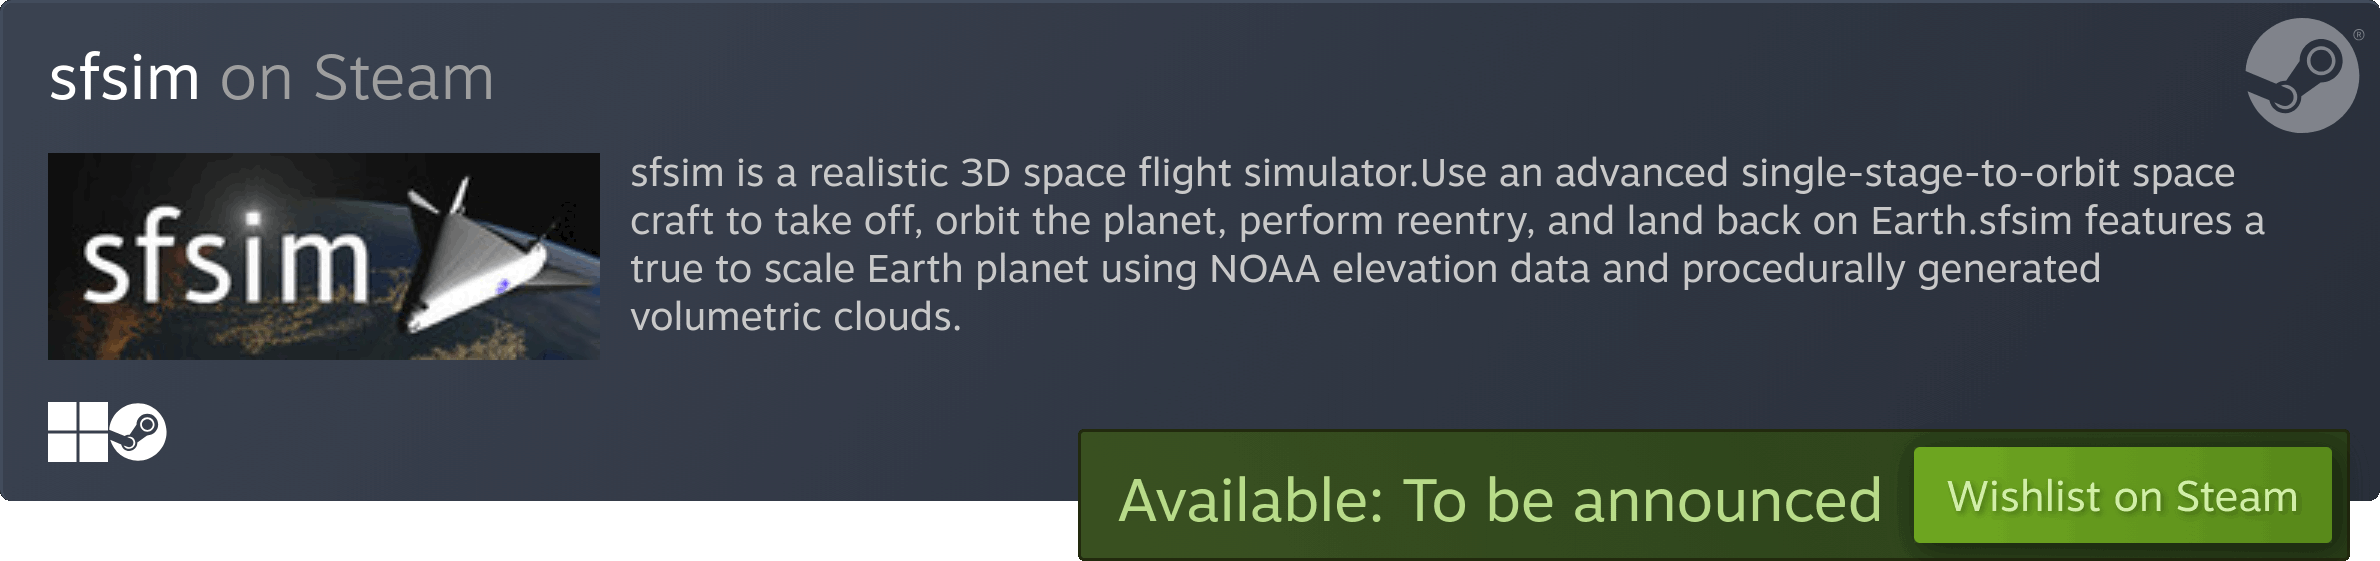 sfsim on Steam
®
sfsim
sfsim is a realistic 3D space flight simulator.Use an advanced single-stage-to-orbit space
craft to take off, orbit the planet, perform reentry, and land back on Earth.sfsim features a
true to scale Earth planet using NOAA elevation data and procedurally generated
volumetric clouds.
Available: To be announced
Wishlist on Steam